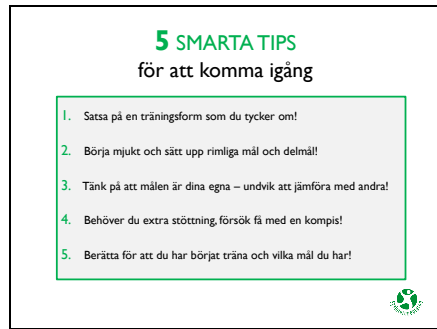 5 SMARTA TIPS
för att komma igång
1. Satsa på en träningsform som du tycker om!
2. Börja mjukt och sätt upp rimliga mål och delmål!
3. Tänk på att målen är dina egna – undvik att jämföra med andra!
4. Behöver du extra stöttning, försök få med en kompis!
5. Berätta för att du har börjat träna och vilka mål du har!